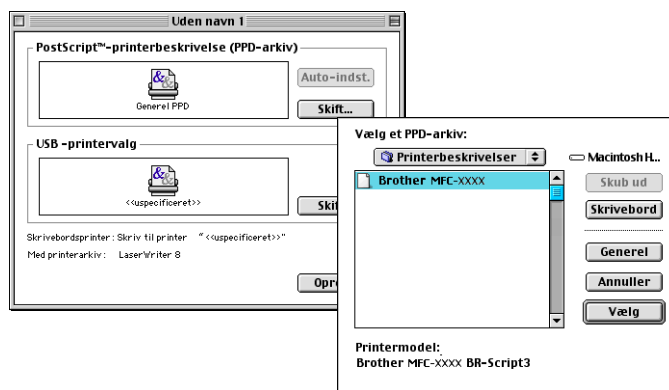 Uden navn 1
PostScript™-printerbeskrivelse (PPD-arkiv)
Generel PPD
Auto-indst.
Skift...
USB -printervalg
<<uspecificeret>>
Skif
Skrivebordsprinter: Skriv til printer "<<uspecificeret>>"
Med printerarkiv: LaserWriter 8
Opre
Vælg et PPD-arkiv:
Printerbeskrivelser
Macintosh H...
Brother MFC-XXXX
Skub ud
Skrivebord
Generel
Annuller
Vælg
Printermodel:
Brother MFC-XXXX BR-Script3